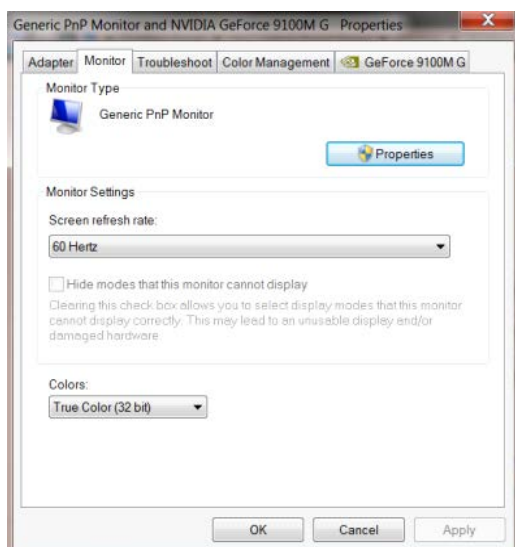 Generic PnP Monitor and NVIDIA GeForce 9100M G Properties
Adapter Monitor Troubleshoot Color Management GeForce 9100M G
Monitor Type
Generic PnP Monitor
Properties
Monitor Settings
Screen refresh rate:
60 Hertz
Hide modes that this monitor cannot display
Clearing this check box allows you to select display modes that this monitor
cannot display correctly. This may lead to an unusable display and/or
damaged hardware.
Colors:
True Color (32 bit)
OK Cancel Apply